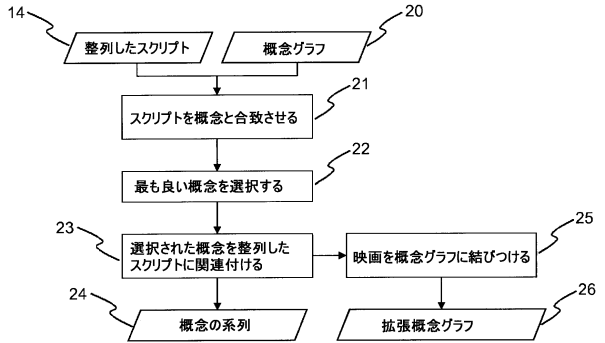 14
整列したスクリプト
概念グラフ
20
スクリプトを概念と合致させる
21
最も良い概念を選択する
22
23
選択された概念を整列した
スクリプトに関連付ける
映画を概念グラフに結びつける
25
24
概念の系列
拡張概念グラフ
26